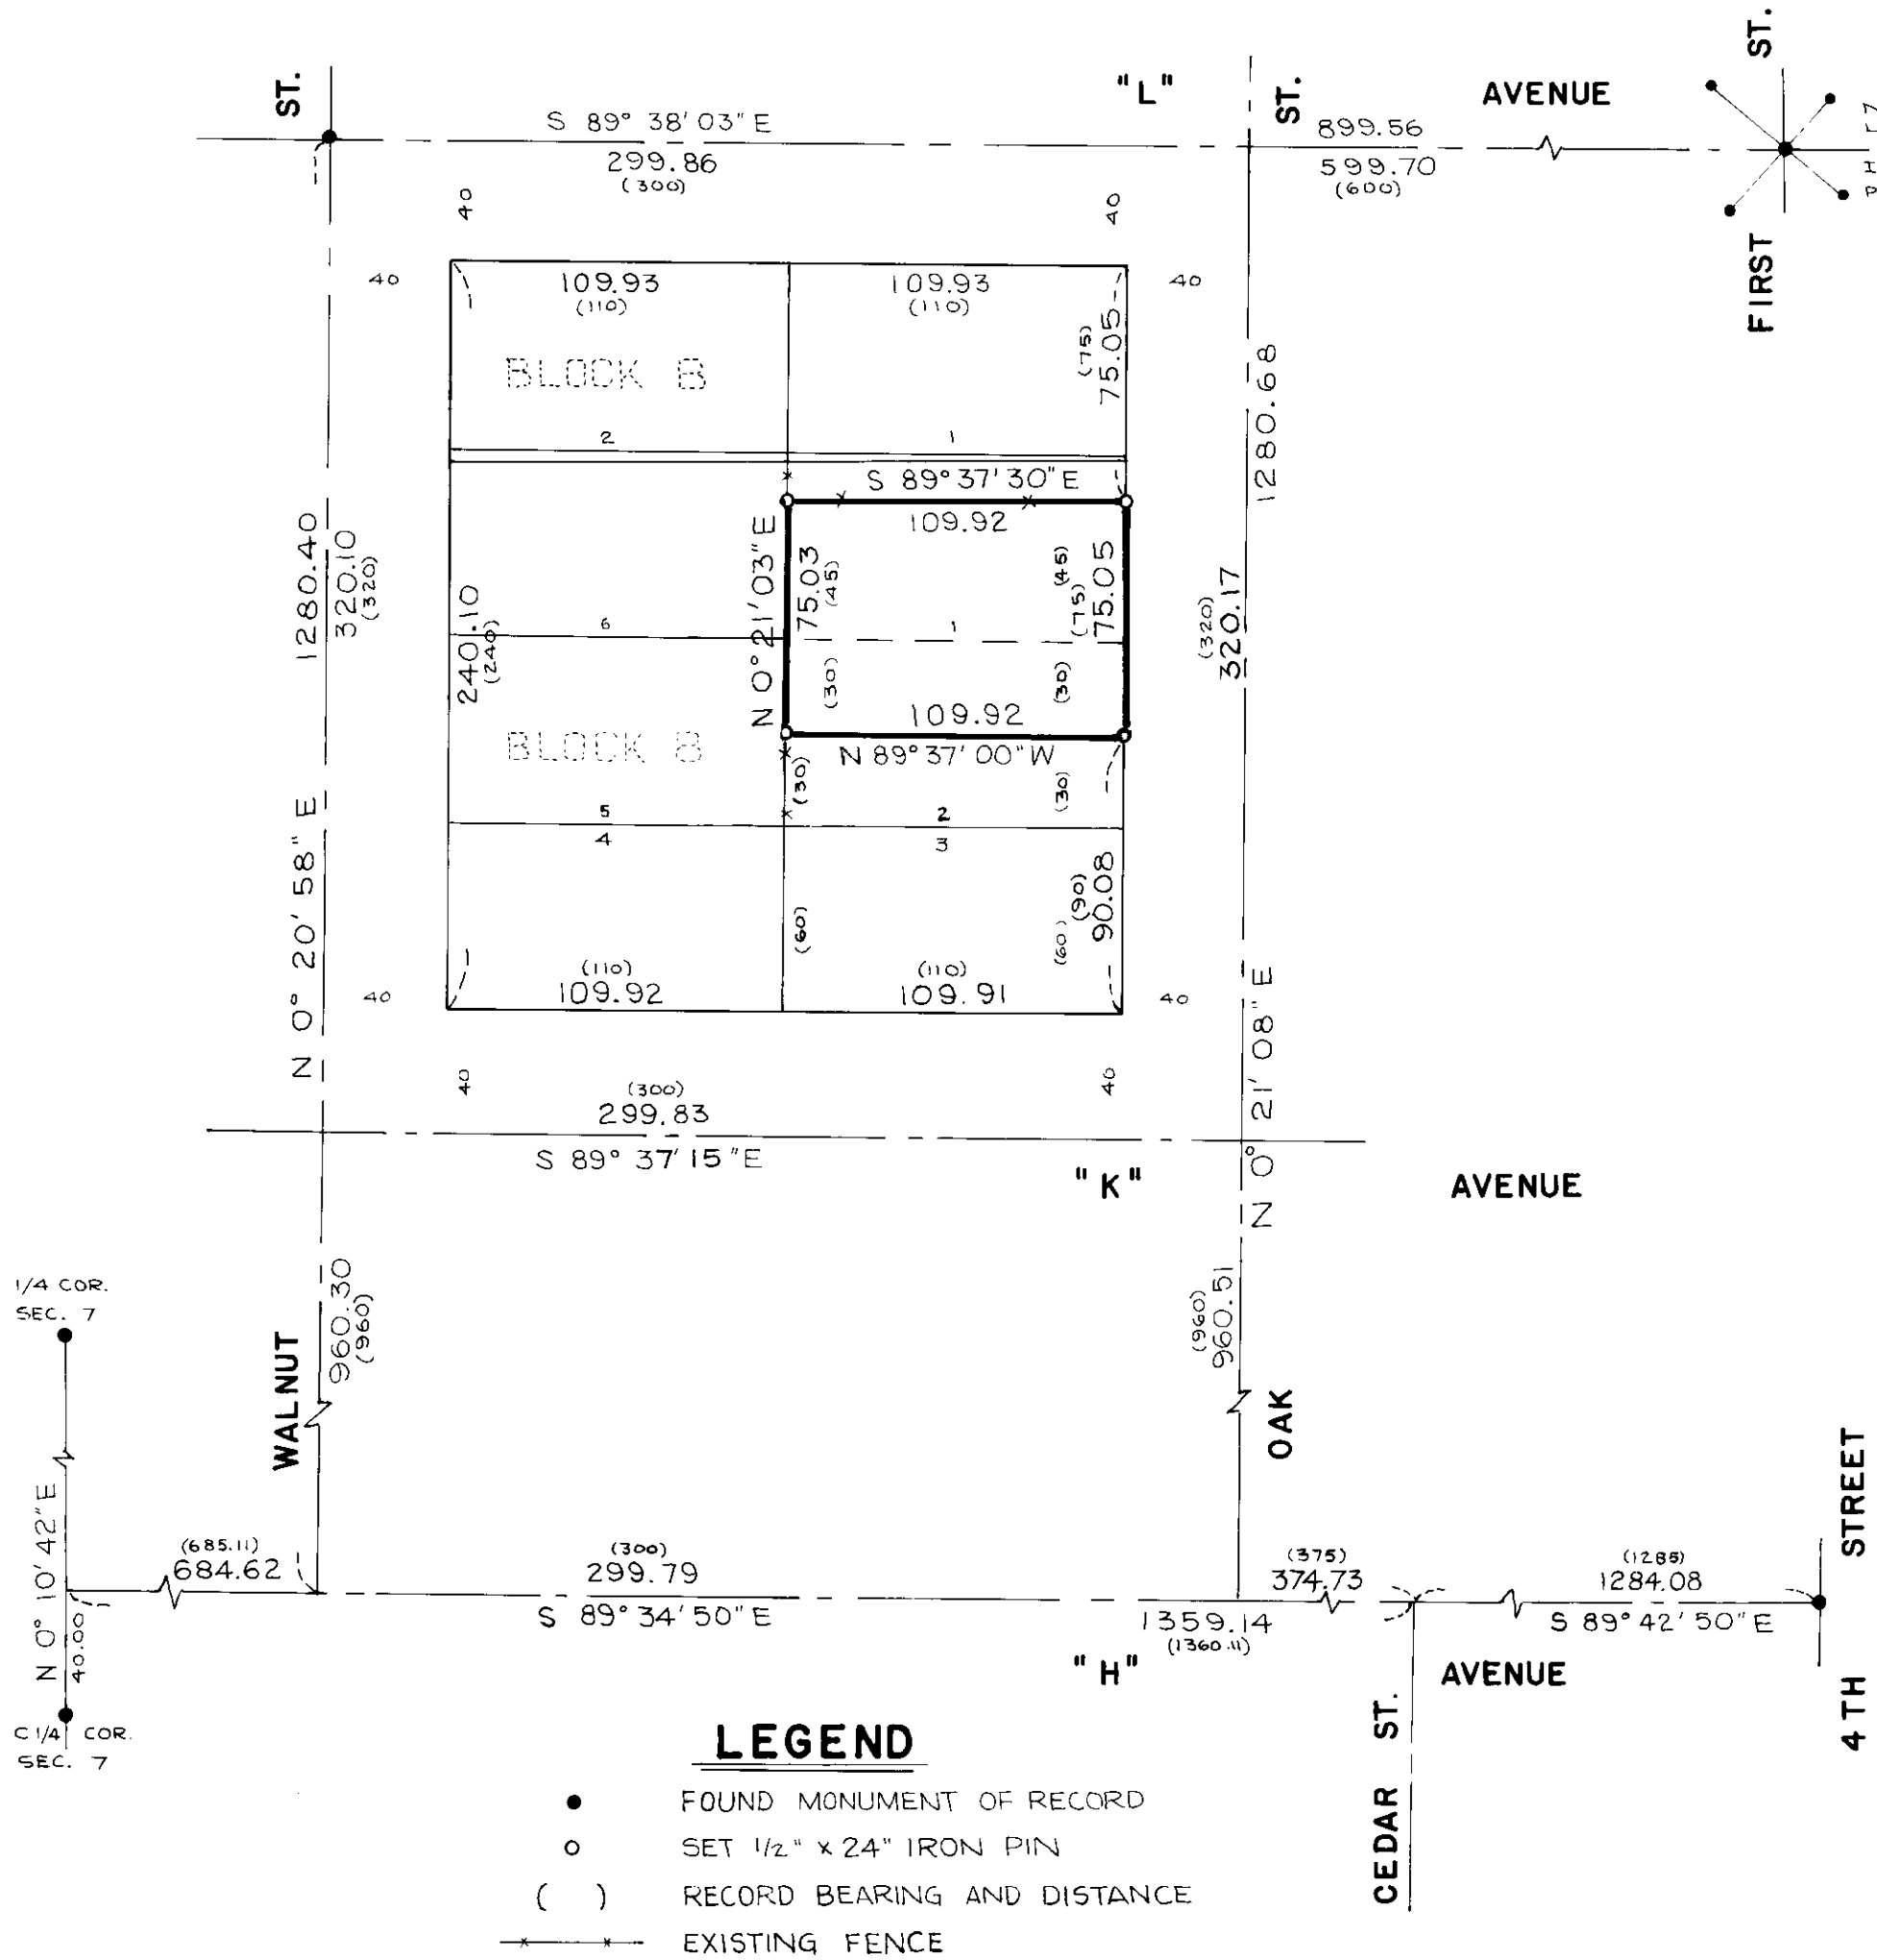 ST.
"L"
ST.
AVENUE
ST.
FIRST
S 89° 38' 03" E
299.86
(300)
899.56
599.70
(600)
40
40
40
40
109.93
(110)
109.93
(110)
(75)
75.05
BLOCK B
2
1
S 89° 37' 30" E
109.92
N 0° 21' 03" E
75.03
(45)
(45)
(75)
75.05
1280.68
1280.40
320.10
(320)
240.10
(240)
(320)
320.17
6
1
(30)
(30)
109.92
N 89° 37' 00" W
BLOCK 8
(30)
(30)
5
4
2
3
N 0° 20' 58" E
(60)
(60)
(90)
90.08
(110)
109.92
(110)
109.91
40
40
40
40
(300)
299.83
S 89° 37' 15" E
"K"
AVENUE
N 0° 21' 08" E
1/4 COR.
SEC. 7
WALNUT
960.30
(960)
(960)
960.51
OAK
N 0° 10' 42" E
40.00
(685.11)
684.62
(300)
299.79
S 89° 34' 50" E
(375)
374.73
(1285)
1284.08
1359.14
(1360.11)
S 89° 42' 50" E
"H"
AVENUE
STREET
4TH
CEDAR ST.
C 1/4 COR.
SEC. 7
LEGEND
FOUND MONUMENT OF RECORD
SET 1/2" x 24" IRON PIN
( ) RECORD BEARING AND DISTANCE
EXISTING FENCE